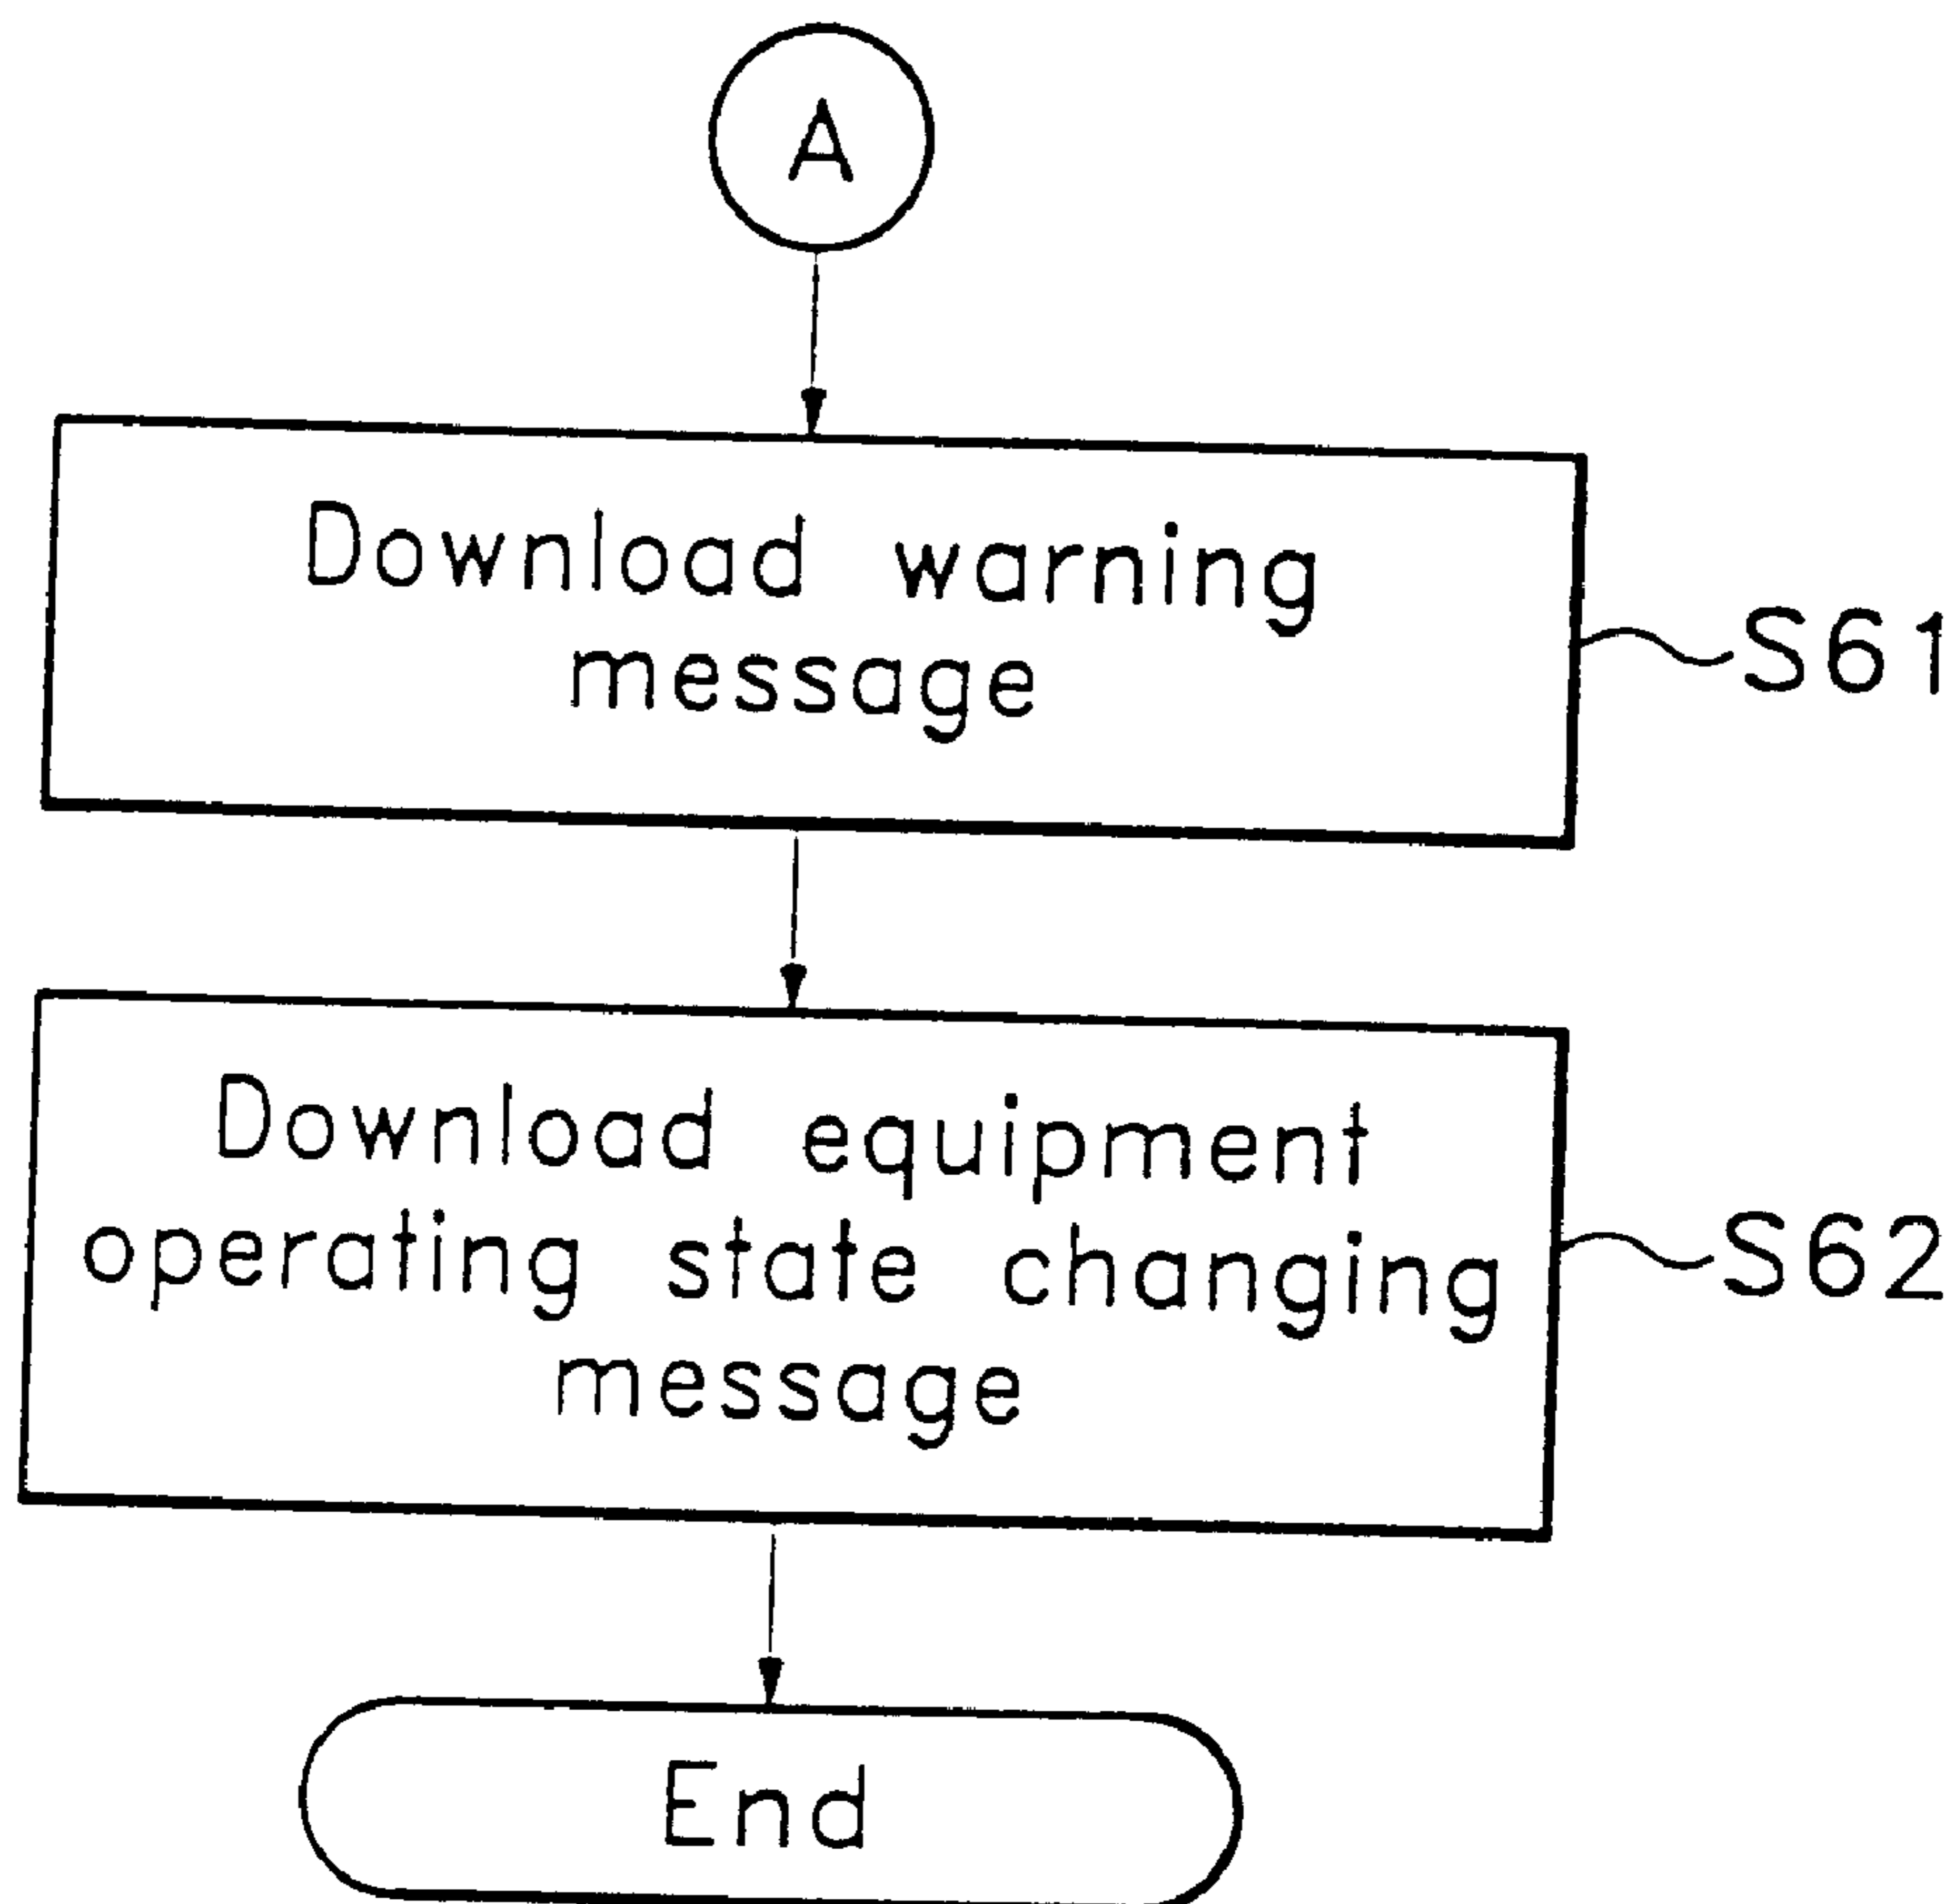 A
Download warning
message
S61
Download equipment
operating state changing
message
S62
End